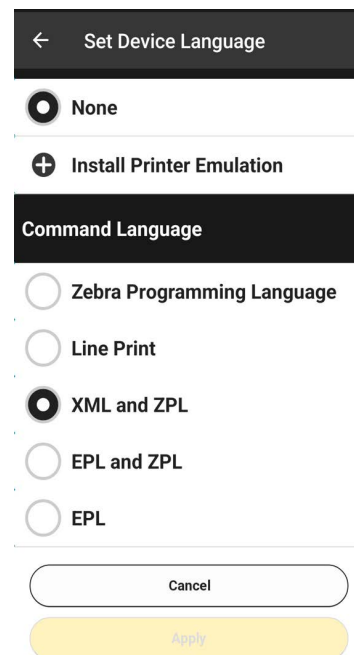 Set Device Language
None
Install Printer Emulation
Command Language
Zebra Programming Language
Line Print
XML and ZPL
EPL and ZPL
EPL
Cancel
Apply